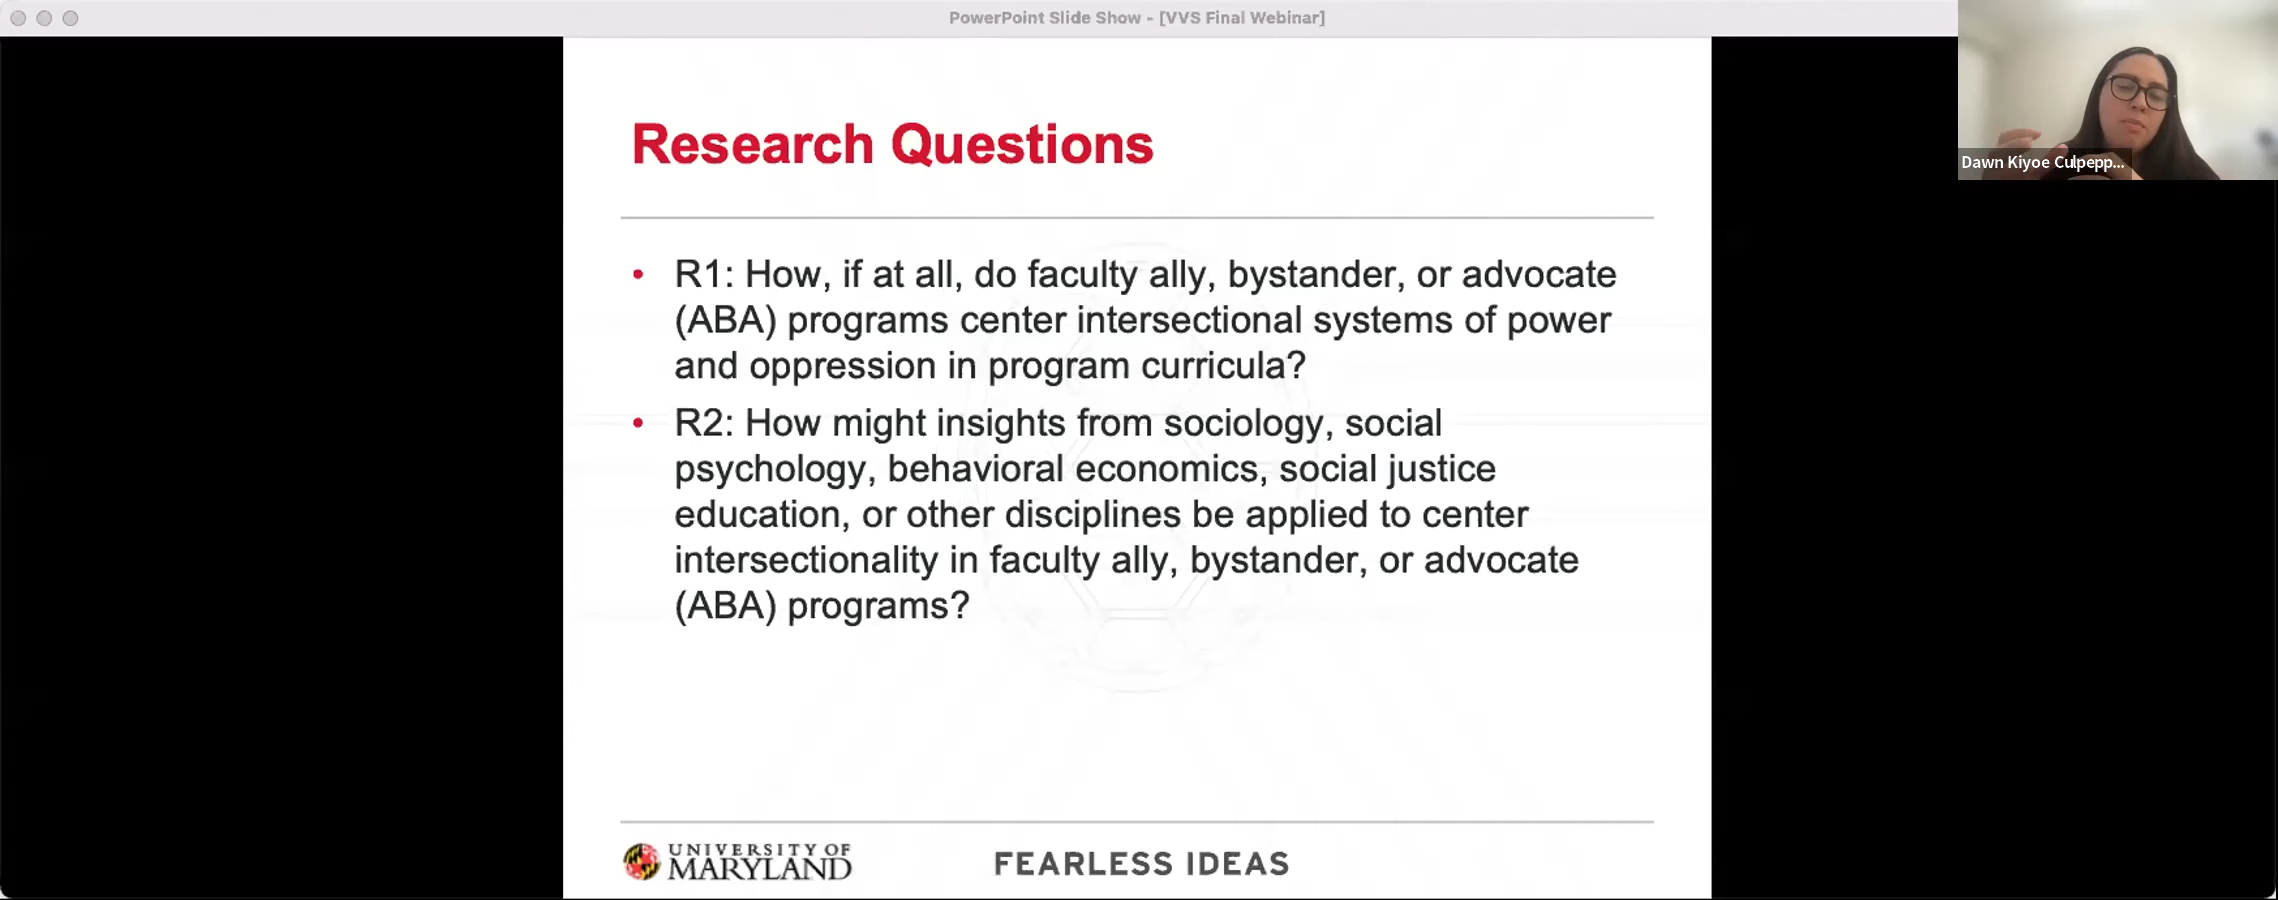 PowerPoint Slide Show - [VVS Final Webinar]
Dawn Kiyoe Culpepp...
Research Questions
• R1: How, if at all, do faculty ally, bystander, or advocate
(ABA) programs center intersectional systems of power
and oppression in program curricula?
• R2: How might insights from sociology, social
psychology, behavioral economics, social justice
education, or other disciplines be applied to center
intersectionality in faculty ally, bystander, or advocate
(ABA) programs?
UNIVERSITY OF
MARYLAND
FEARLESS IDEAS